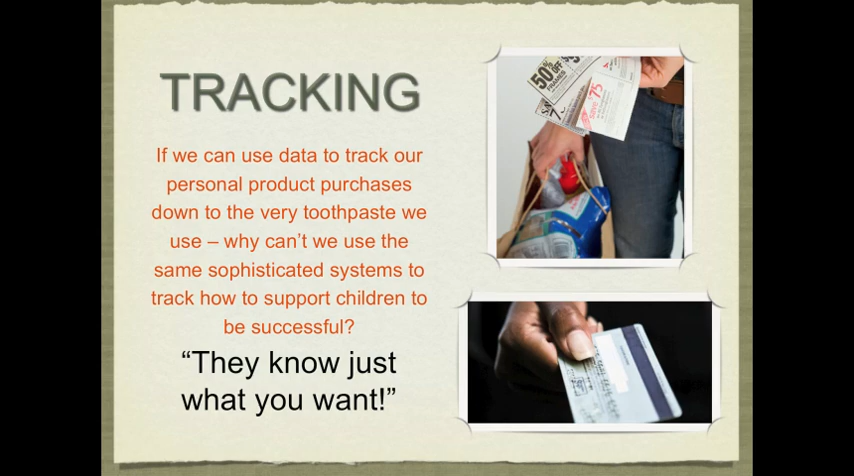 TRACKING
If we can use data to track our
personal product purchases
down to the very toothpaste we
use – why can’t we use the
same sophisticated systems to
track how to support children to
be successful?
“They know just
what you want!”
50% OFF
FRAMES
save $75